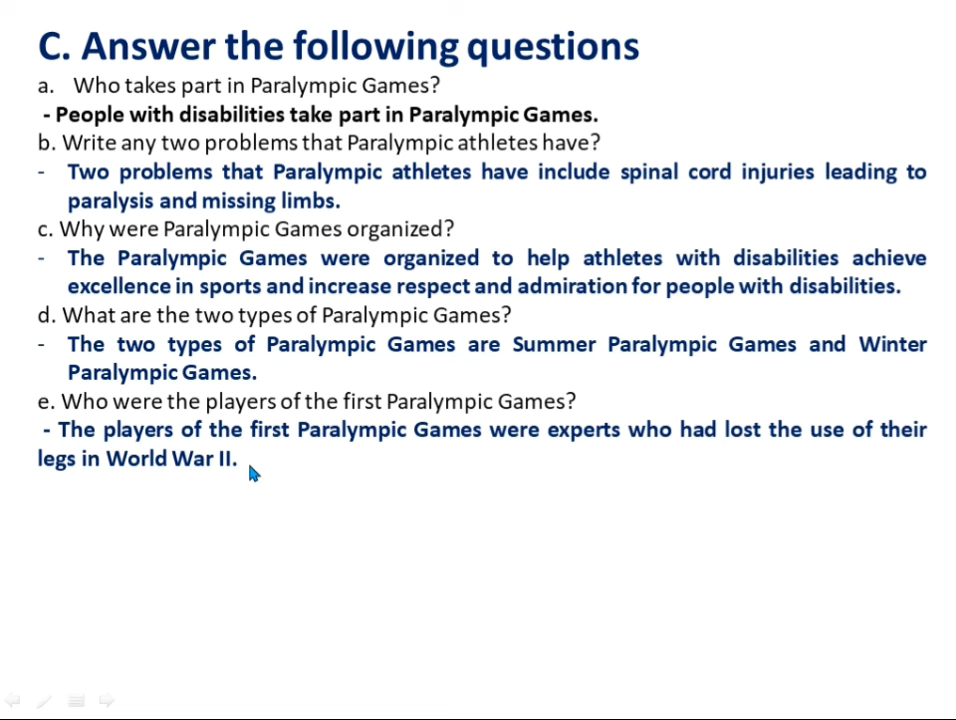 C. Answer the following questions
a. Who takes part in Paralympic Games?
- People with disabilities take part in Paralympic Games.
b. Write any two problems that Paralympic athletes have?
- Two problems that Paralympic athletes have include spinal cord injuries leading to
paralysis and missing limbs.
c. Why were Paralympic Games organized?
- The Paralympic Games were organized to help athletes with disabilities achieve
excellence in sports and increase respect and admiration for people with disabilities.
d. What are the two types of Paralympic Games?
- The two types of Paralympic Games are Summer Paralympic Games and Winter
Paralympic Games.
e. Who were the players of the first Paralympic Games?
- The players of the first Paralympic Games were experts who had lost the use of their
legs in World War II.